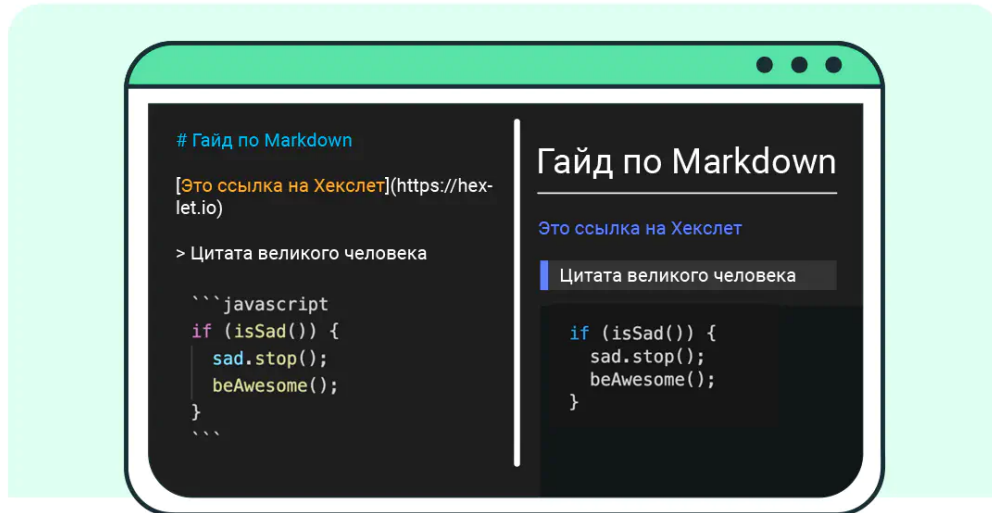 # Гайд по Markdown
[Это ссылка на Хекслет](https://hex-
let.io)
> Цитата великого человека
```javascript
if (isSad()) {
  sad.stop();
  beAwesome();
}
```
Гайд по Markdown
Это ссылка на Хекслет
Цитата великого человека
if (isSad()) {
  sad.stop();
  beAwesome();
}